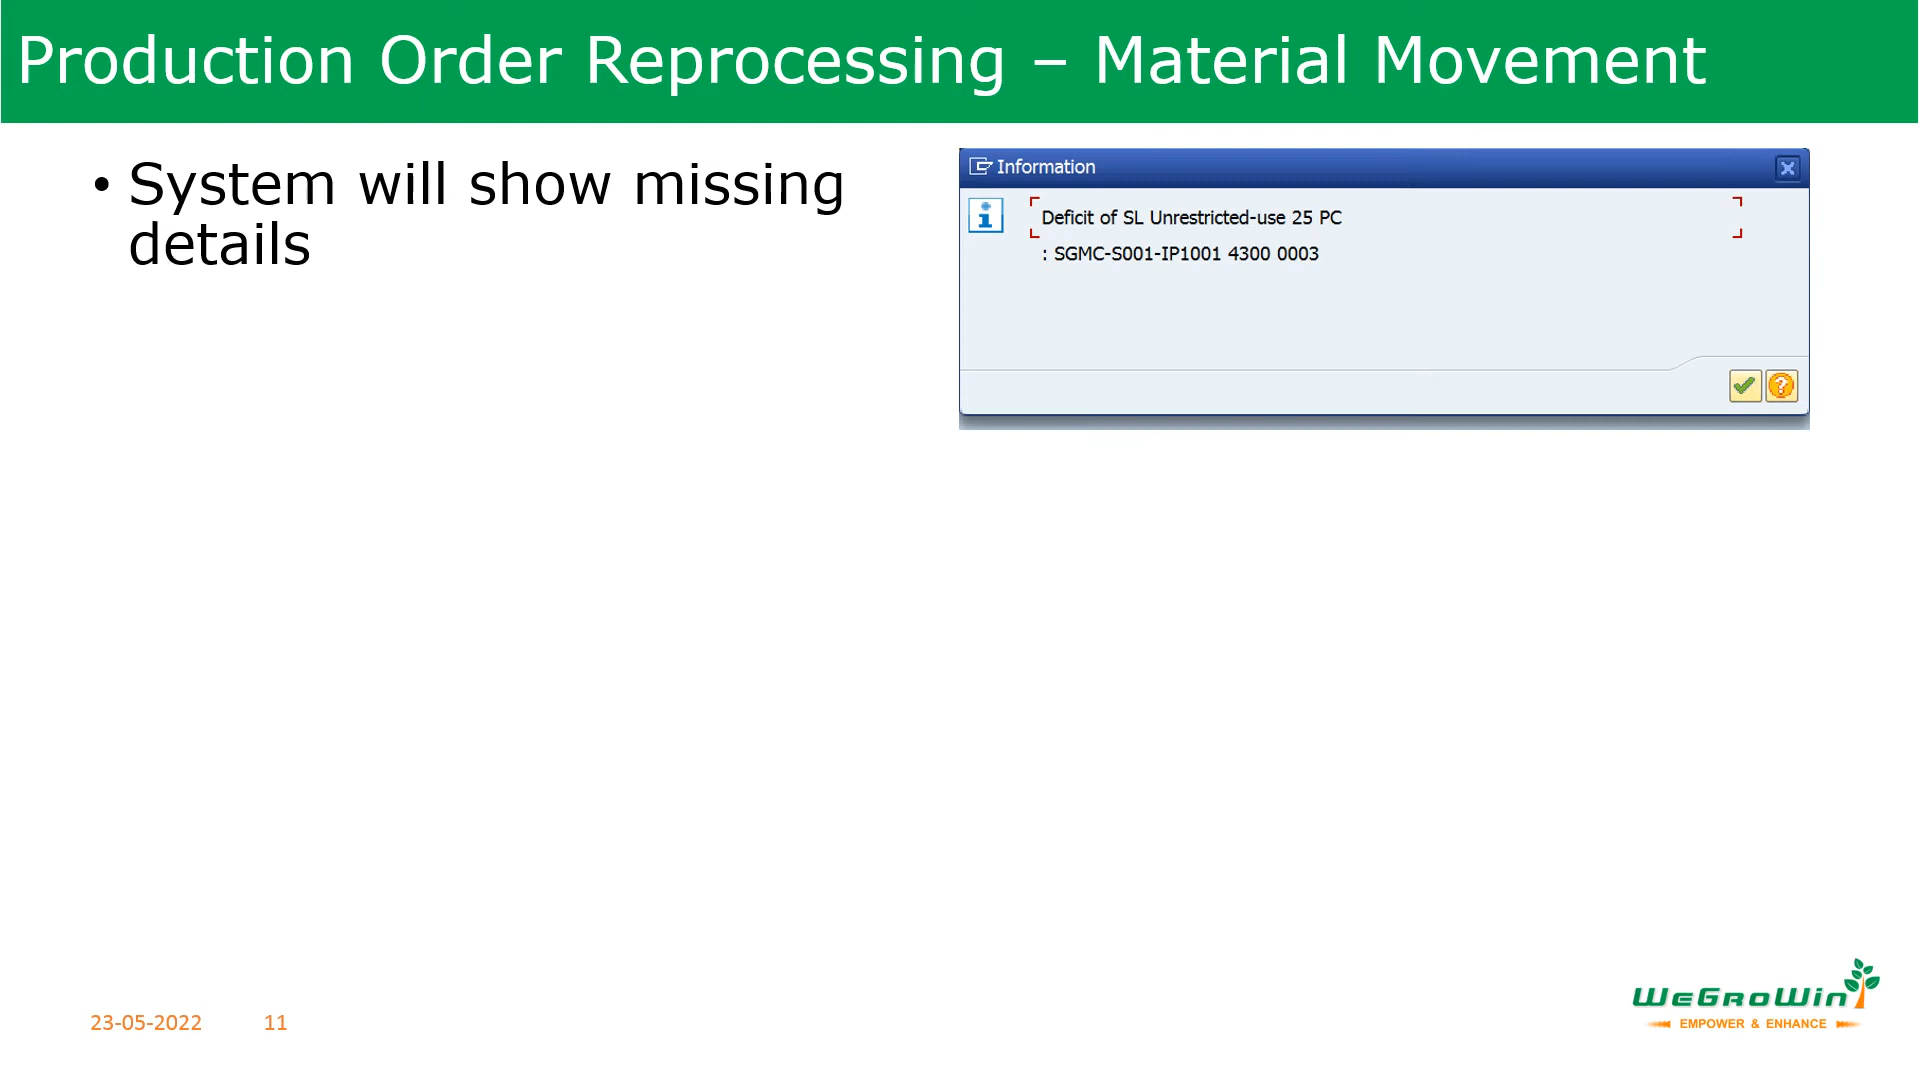 Production Order Reprocessing – Material Movement
• System will show missing
details
Information
Deficit of SL Unrestricted-use 25 PC
: SGMC-S001-IP1001 4300 0003
WeGroWin
EMPOWER & ENHANCE
23-05-2022 11